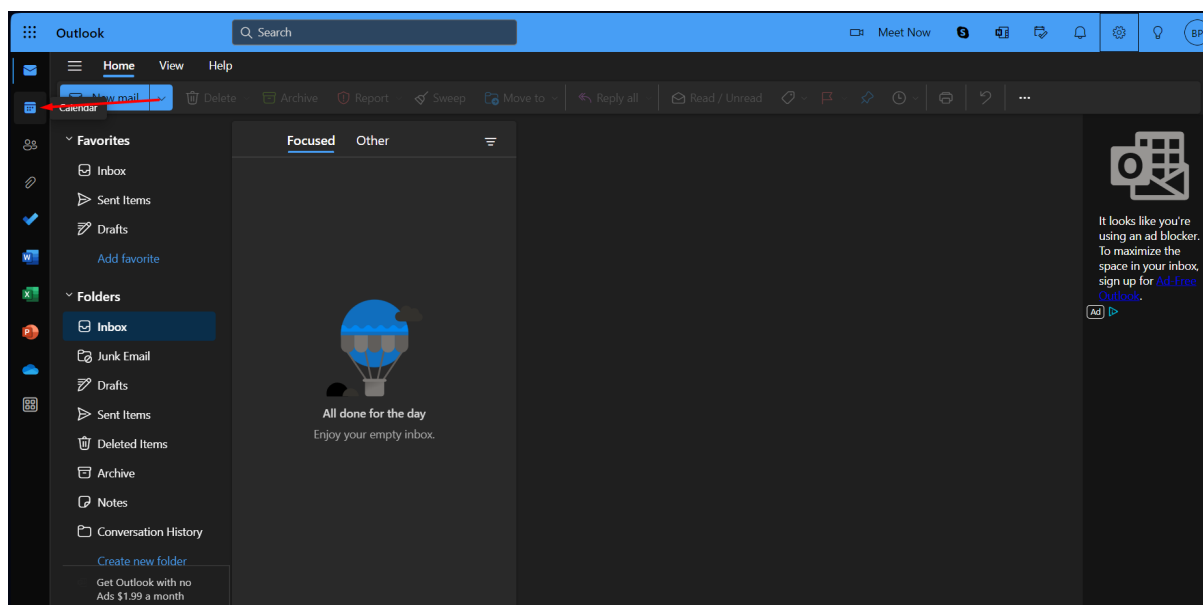 Outlook
Search
Meet Now
BP
Home View Help
New mail Delete Archive Report Sweep Move to Reply all Read / Unread
Calendar
Favorites
Inbox
Sent Items
Drafts
Add favorite
Folders
Inbox
Junk Email
Drafts
Sent Items
Deleted Items
Archive
Notes
Conversation History
Create new folder
Get Outlook with no
Ads $1.99 a month
Focused Other
All done for the day
Enjoy your empty inbox.
It looks like you're
using an ad blocker.
To maximize the
space in your inbox,
sign up for Ad-Free
Outlook.
Ad